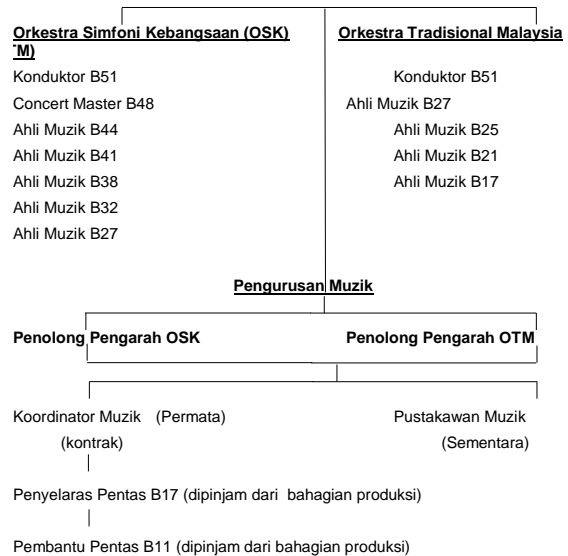 Orkestra Simfoni Kebangsaan (OSK) Orkestra Tradisional Malaysia
TM)
Konduktor B51 Konduktor B51
Concert Master B48 Ahli Muzik B27
Ahli Muzik B44 Ahli Muzik B25
Ahli Muzik B41 Ahli Muzik B21
Ahli Muzik B38 Ahli Muzik B17
Ahli Muzik B32
Ahli Muzik B27
Pengurusan Muzik
Penolong Pengarah OSK Penolong Pengarah OTM
Koordinator Muzik (Permata) Pustakawan Muzik
(kontrak) (Sementara)
Penyelaras Pentas B17 (dipinjam dari bahagian produksi)
Pembantu Pentas B11 (dipinjam dari bahagian produksi)